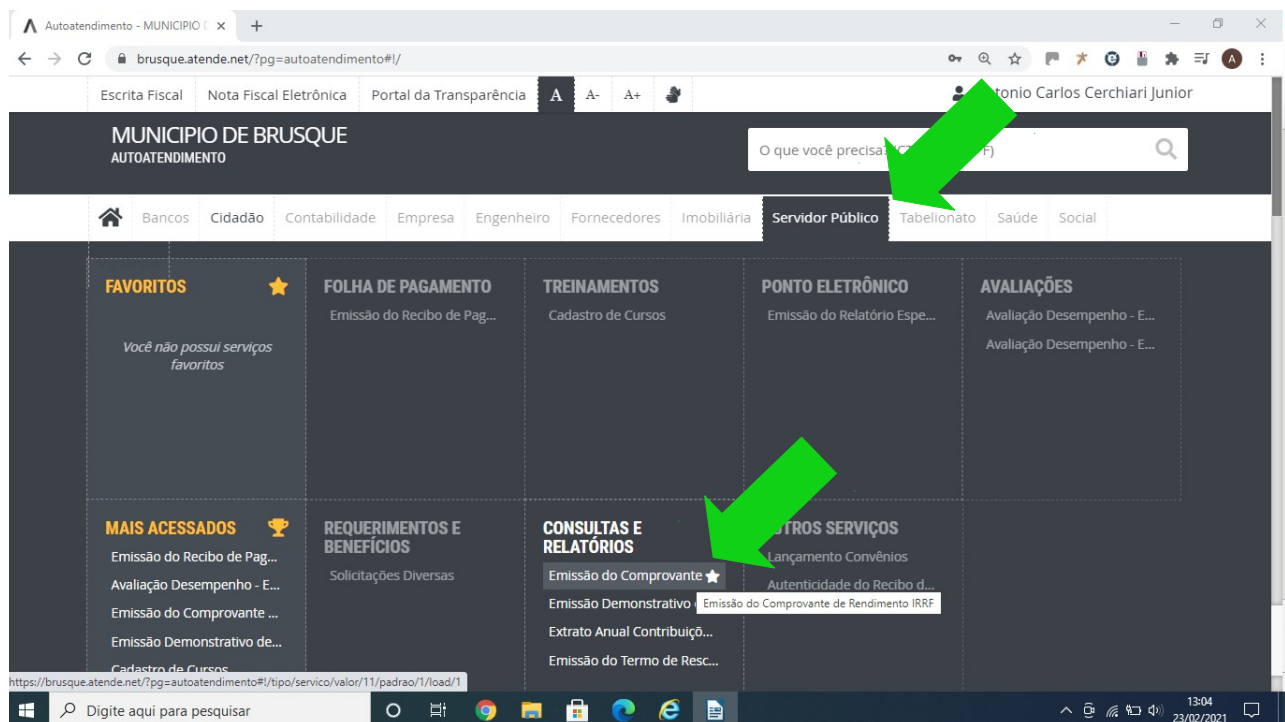 Autoatendimento - MUNICIPIO D
brusque.atende.net/?pg=autoatendimento#!/
A
Escrita Fiscal Nota Fiscal Eletrônica Portal da Transparência A A- A+ tonio Carlos Cerchiari Junior
MUNICIPIO DE BRUSQUE
AUTOATENDIMENTO
O que você precisa? F)
Bancos Cidadão Contabilidade Empresa Engenheiro Fornecedores Imobiliária Servidor Público Tabelionato Saúde Social
FAVORITOS
Você não possui serviços
favoritos
FOLHA DE PAGAMENTO
Emissão do Recibo de Pag...
TREINAMENTOS
Cadastro de Cursos
PONTO ELETRÔNICO
Emissão do Relatório Espe...
AVALIAÇÕES
Avaliação Desempenho - E...
Avaliação Desempenho - E...
MAIS ACESSADOS
Emissão do Recibo de Pag...
Avaliação Desempenho - E...
Emissão do Comprovante ...
Emissão Demonstrativo de...
Cadastro de Cursos
REQUERIMENTOS E
BENEFÍCIOS
Solicitações Diversas
CONSULTAS E
RELATÓRIOS
Emissão do Comprovante
Emissão Demonstrativo
Extrato Anual Contribuiçõ...
Emissão do Termo de Resc...
TROS SERVIÇOS
Lançamento Convênios
Autenticidade do Recibo d...
Emissão do Comprovante de Rendimento IRRF
https://brusque.atende.net/?pg=autoatendimento#!/tipo/servico/valor/11/padrao/1/load/1
Digite aqui para pesquisar
13:04
23/02/2021